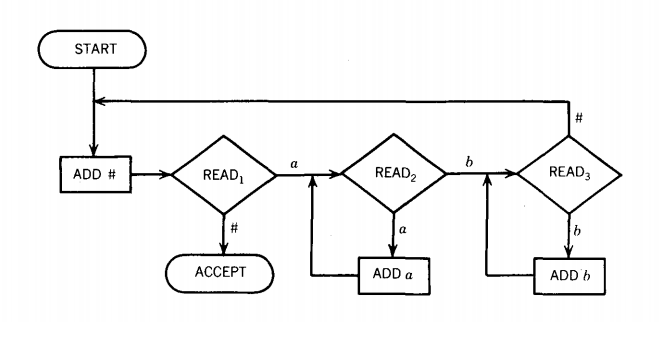 START
#
ADD #
READ₁
a
READ₂
b
READ₃
#
a
b
ACCEPT
ADD a
ADD b